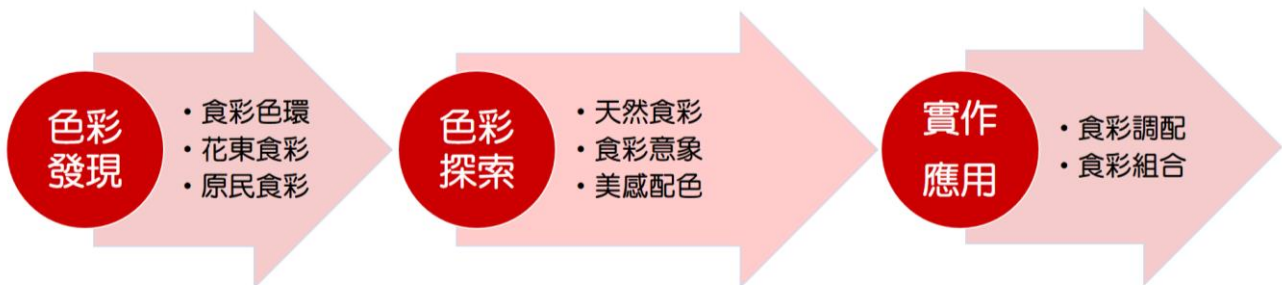 色彩
發現
・食彩色環
・花東食彩
・原民食彩
色彩
探索
・天然食彩
・食彩意象
・美感配色
實作
應用
・食彩調配
・食彩組合